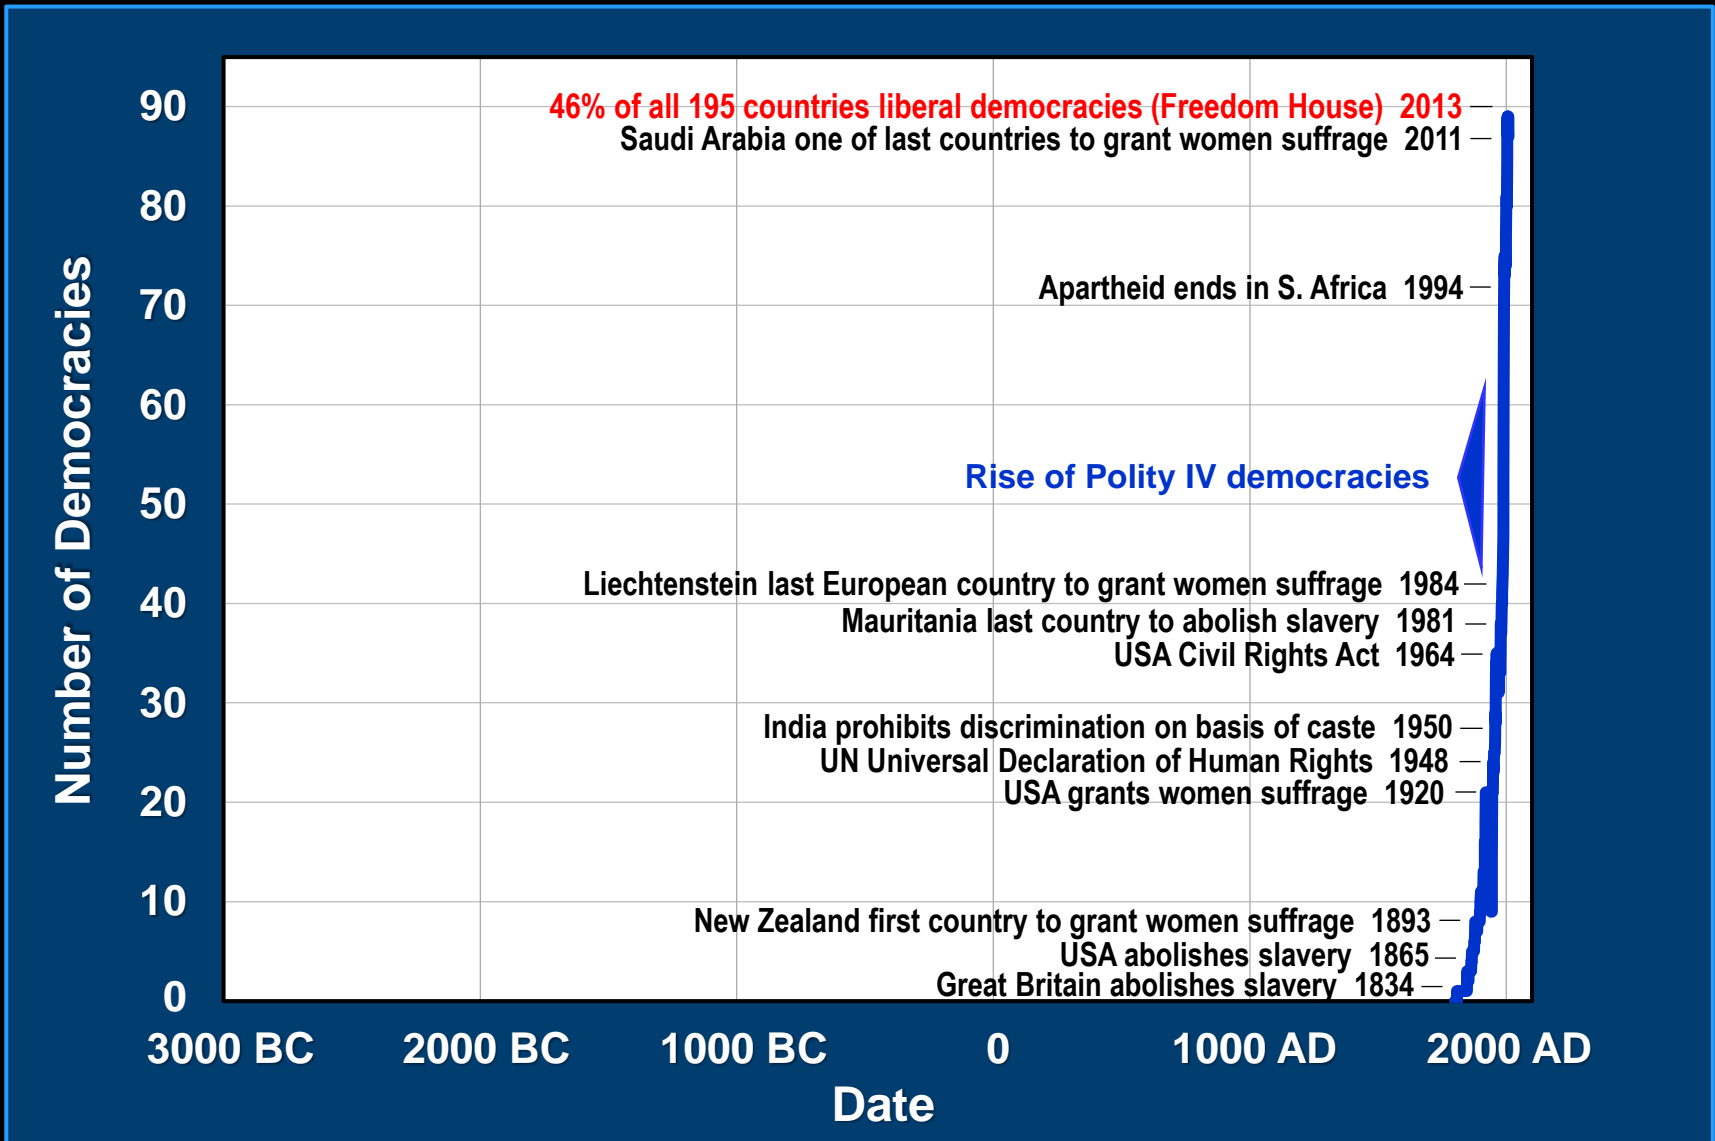 90
46% of all 195 countries liberal democracies (Freedom House) 2013
Saudi Arabia one of last countries to grant women suffrage 2011
80
Apartheid ends in S. Africa 1994
70
60
Rise of Polity IV democracies
50
Liechtenstein last European country to grant women suffrage 1984
40
Mauritania last country to abolish slavery 1981
USA Civil Rights Act 1964
30
India prohibits discrimination on basis of caste 1950
UN Universal Declaration of Human Rights 1948
USA grants women suffrage 1920
20
10
New Zealand first country to grant women suffrage 1893
USA abolishes slavery 1865
Great Britain abolishes slavery 1834
0
Number of Democracies
3000 BC 2000 BC 1000 BC 0 1000 AD 2000 AD
Date